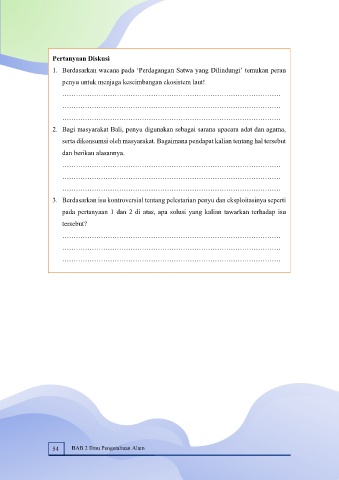 Pertanyaan Diskusi
1. Berdasarkan wacana pada ‘Perdagangan Satwa yang Dilindungi’ temukan peran
penyu untuk menjaga keseimbangan ekosistem laut!
2. Bagi masyarakat Bali, penyu digunakan sebagai sarana upacara adat dan agama,
serta dikonsumsi oleh masyarakat. Bagaimana pendapat kalian tentang hal tersebut
dan berikan alasannya.
3. Berdasarkan isu kontroversial tentang pelestarian penyu dan eksploitasinya seperti
pada pertanyaan 1 dan 2 di atas, apa solusi yang kalian tawarkan terhadap isu
tersebut?
54 BAB 2 Ilmu Pengetahuan Alam